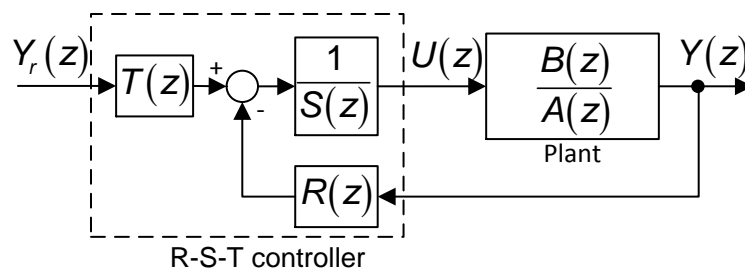 Y_r(z)
T(z)
+
-
1
S(z)
U(z)
B(z)
A(z)
Plant
Y(z)
R(z)
R-S-T controller